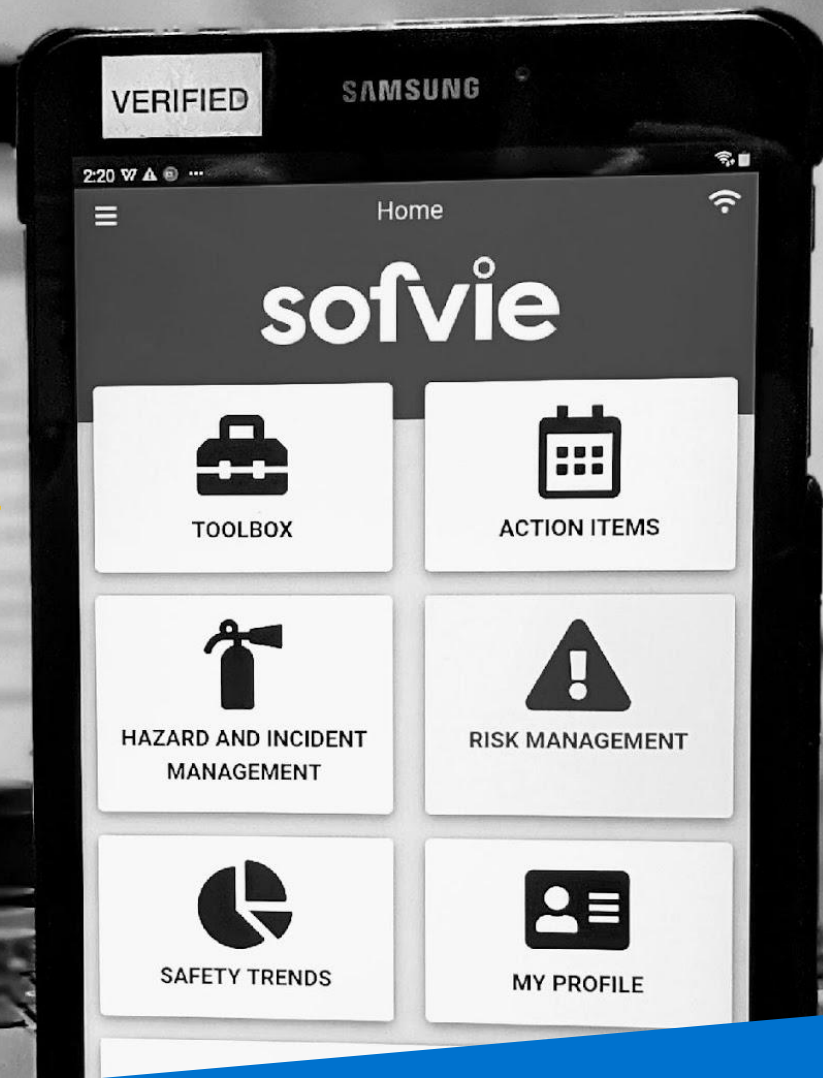 VERIFIED
SAMSUNG
2:20
Home
sofvie
TOOLBOX
ACTION ITEMS
HAZARD AND INCIDENT
MANAGEMENT
RISK MANAGEMENT
SAFETY TRENDS
MY PROFILE